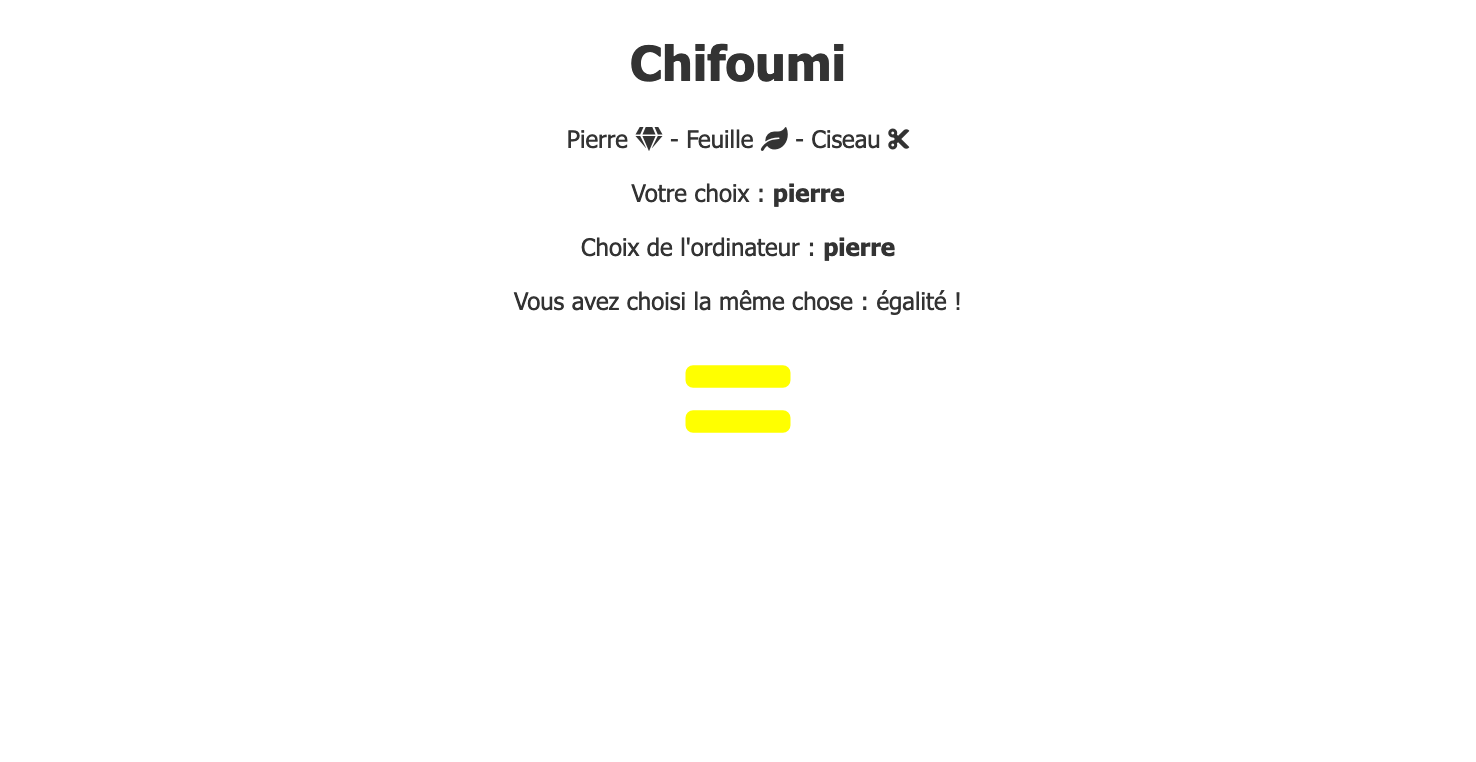 Chifoumi
Pierre - Feuille - Ciseau
Votre choix : pierre
Choix de l'ordinateur : pierre
Vous avez choisi la même chose : égalité !